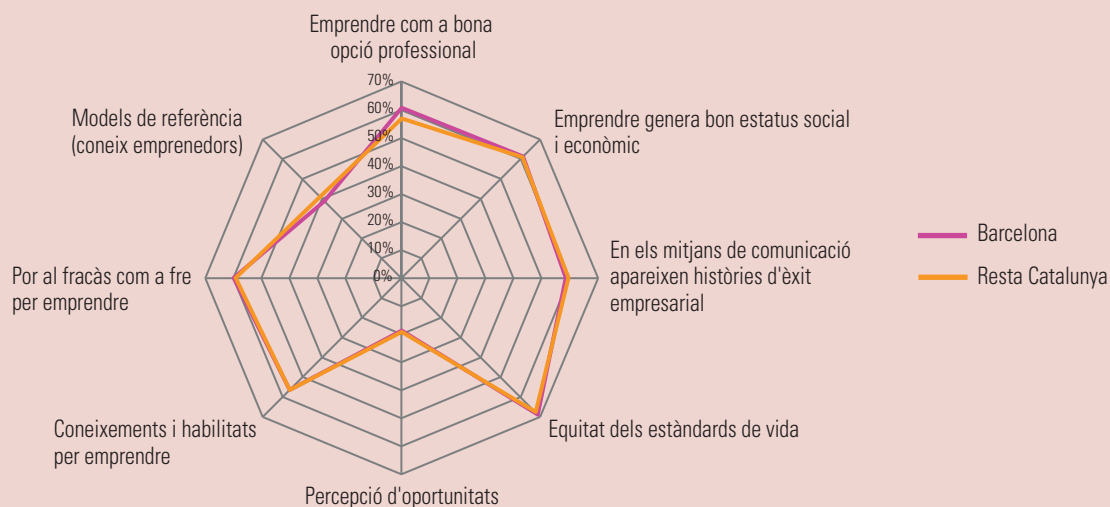 Emprendre com a bona
opció professional
70%
60%
50%
40%
30%
20%
10%
0%
Emprendre genera bon estatus social
i econòmic
En els mitjans de comunicació
apareixen històries d'èxit
empresarial
Equitat dels estàndards de vida
Percepció d'oportunitats
Coneixements i habilitats
per emprendre
Por al fracàs com a fre
per emprendre
Models de referència
(coneix emprenedors)
Barcelona
Resta Catalunya